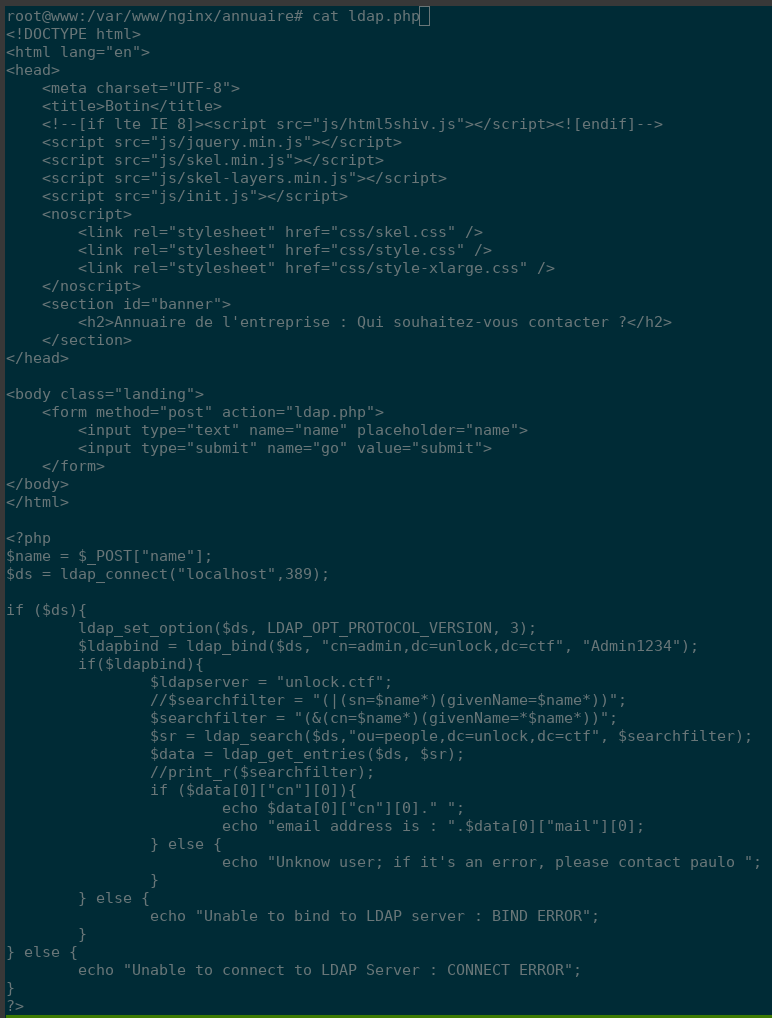 root@www:/var/www/nginx/annuaire# cat ldap.php
<!DOCTYPE html>
<html lang="en">
<head>
    <meta charset="UTF-8">
    <title>Botin</title>
    <!--[if lte IE 8]><script src="js/html5shiv.js"></script><![endif]-->
    <script src="js/jquery.min.js"></script>
    <script src="js/skel.min.js"></script>
    <script src="js/skel-layers.min.js"></script>
    <script src="js/init.js"></script>
    <noscript>
        <link rel="stylesheet" href="css/skel.css" />
        <link rel="stylesheet" href="css/style.css" />
        <link rel="stylesheet" href="css/style-xlarge.css" />
    </noscript>
    <section id="banner">
        <h2>Annuaire de l'entreprise : Qui souhaitez-vous contacter ?</h2>
    </section>
</head>

<body class="landing">
    <form method="post" action="ldap.php">
        <input type="text" name="name" placeholder="name">
        <input type="submit" name="go" value="submit">
    </form>
</body>
</html>

<?php
$name = $_POST["name"];
$ds = ldap_connect("localhost",389);

if ($ds){
        ldap_set_option($ds, LDAP_OPT_PROTOCOL_VERSION, 3);
        $ldapbind = ldap_bind($ds, "cn=admin,dc=unlock,dc=ctf", "Admin1234");
        if($ldapbind){
                $ldapserver = "unlock.ctf";
                //$searchfilter = "(|(sn=$name*)(givenName=$name*))";
                $searchfilter = "(&(cn=$name*)(givenName=*$name*))";
                $sr = ldap_search($ds,"ou=people,dc=unlock,dc=ctf", $searchfilter);
                $data = ldap_get_entries($ds, $sr);
                //print_r($searchfilter);
                if ($data[0]["cn"][0]){
                        echo $data[0]["cn"][0]." ";
                        echo "email address is : ".$data[0]["mail"][0];
                } else {
                        echo "Unknow user; if it's an error, please contact paulo ";
                }
        } else {
                echo "Unable to bind to LDAP server : BIND ERROR";
        }
} else {
        echo "Unable to connect to LDAP Server : CONNECT ERROR";
}
?>